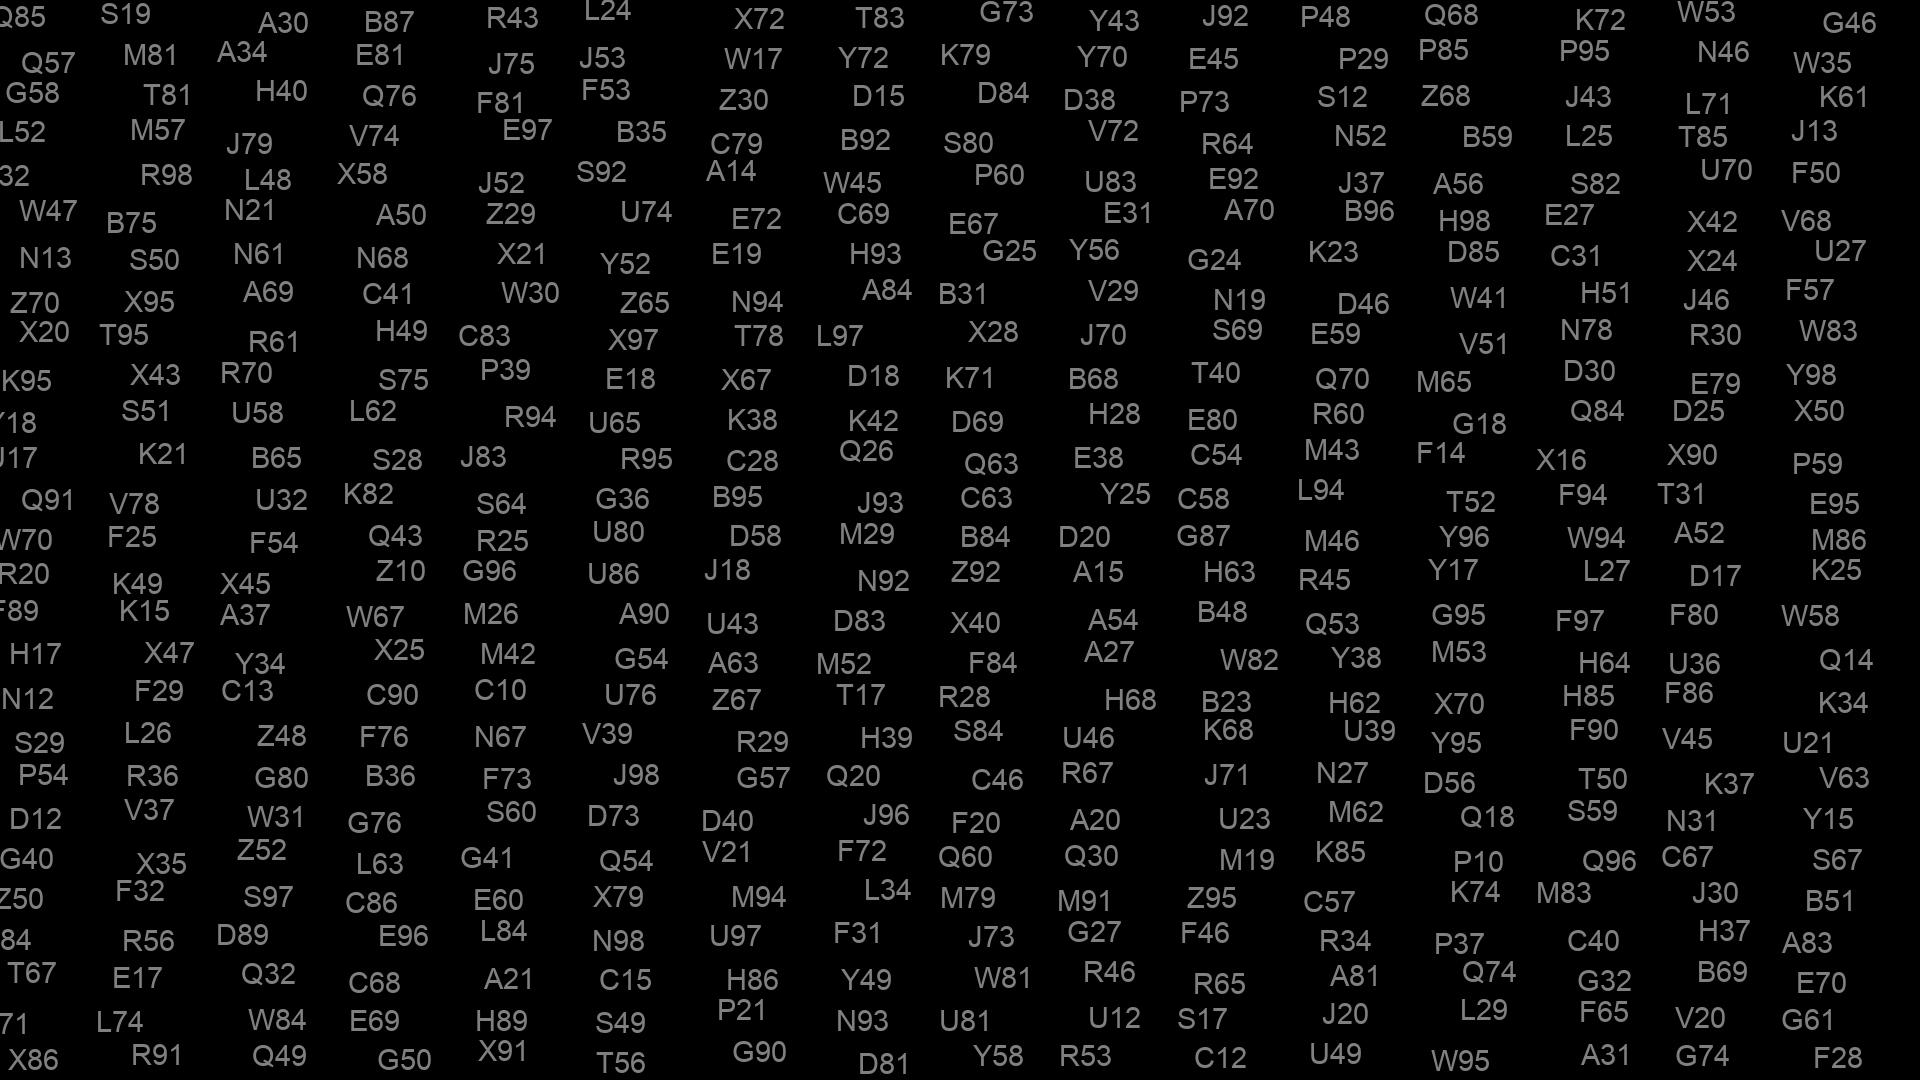 Q85 S19 A30 B87 R43 L24 X72 T83 G73 Y43 J92 P48 Q68 K72 W53 G46
Q57 M81 A34 E81 J75 J53 W17 Y72 K79 Y70 E45 P29 P85 P95 N46 W35
G58 T81 H40 Q76 F81 F53 Z30 D15 D84 D38 P73 S12 Z68 J43 L71 K61
L52 M57 J79 V74 E97 B35 C79 B92 S80 V72 R64 N52 B59 L25 T85 J13
32 R98 L48 X58 J52 S92 A14 W45 P60 U83 E92 J37 A56 S82 U70 F50
W47 B75 N21 A50 Z29 U74 E72 C69 E67 E31 A70 B96 H98 E27 X42 V68
N13 S50 N61 N68 X21 Y52 E19 H93 G25 Y56 G24 K23 D85 C31 X24 U27
Z70 X95 A69 C41 W30 Z65 N94 A84 B31 V29 N19 D46 W41 H51 J46 F57
X20 T95 R61 H49 C83 X97 T78 L97 X28 J70 S69 E59 V51 N78 R30 W83
K95 X43 R70 S75 P39 E18 X67 D18 K71 B68 T40 Q70 M65 D30 E79 Y98
Y18 S51 U58 L62 R94 U65 K38 K42 D69 H28 E80 R60 G18 Q84 D25 X50
17 K21 B65 S28 J83 R95 C28 Q26 Q63 E38 C54 M43 F14 X16 X90 P59
Q91 V78 U32 K82 S64 G36 B95 J93 C63 Y25 C58 L94 T52 F94 T31 E95
W70 F25 F54 Q43 R25 U80 D58 M29 B84 D20 G87 M46 Y96 W94 A52 M86
R20 K49 X45 Z10 G96 U86 J18 N92 Z92 A15 H63 R45 Y17 L27 D17 K25
F89 K15 A37 W67 M26 A90 U43 D83 X40 A54 B48 Q53 G95 F97 F80 W58
H17 X47 Y34 X25 M42 G54 A63 M52 F84 A27 W82 Y38 M53 H64 U36 Q14
N12 F29 C13 C90 C10 U76 Z67 T17 R28 H68 B23 H62 X70 H85 F86 K34
S29 L26 Z48 F76 N67 V39 R29 H39 S84 U46 K68 U39 Y95 F90 V45 U21
P54 R36 G80 B36 F73 J98 G57 Q20 C46 R67 J71 N27 D56 T50 K37 V63
D12 V37 W31 G76 S60 D73 D40 J96 F20 A20 U23 M62 Q18 S59 N31 Y15
G40 X35 Z52 L63 G41 Q54 V21 F72 Q60 Q30 M19 K85 P10 Q96 C67 S67
Z50 F32 S97 C86 E60 X79 M94 L34 M79 M91 Z95 C57 K74 M83 J30 B51
84 R56 D89 E96 L84 N98 U97 F31 J73 G27 F46 R34 P37 C40 H37 A83
T67 E17 Q32 C68 A21 C15 H86 Y49 W81 R46 R65 A81 Q74 G32 B69 E70
71 L74 W84 E69 H89 S49 P21 N93 U81 U12 S17 J20 L29 F65 V20 G61
X86 R91 Q49 G50 X91 T56 G90 D81 Y58 R53 C12 U49 W95 A31 G74 F28